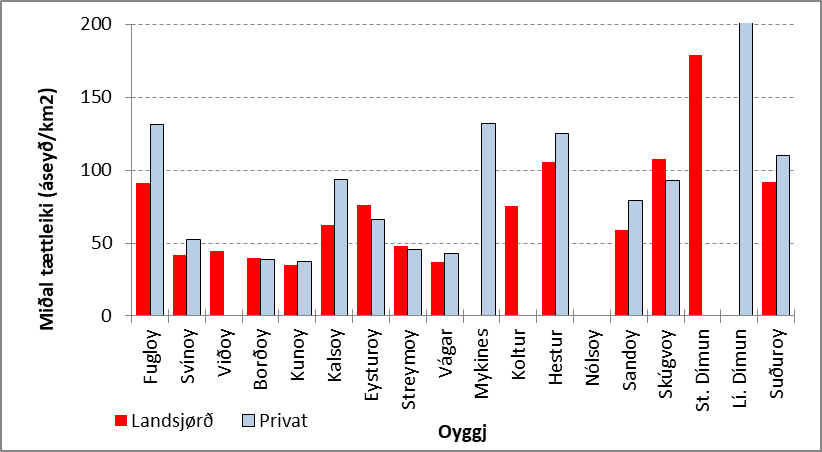 200
150
100
50
0
Miðal tættleiki (áseyð/km2)
Fugloy
Svínoy
Viðoy
Borðoy
Kunoy
Kalsoy
Eysturoy
Streymoy
Vágar
Mykines
Koltur
Hestur
Nólsoy
Sandoy
Skúgvoy
St. Dímun
Lí. Dímun
Suðuroy
Landsjørð
Privat
Oyggj